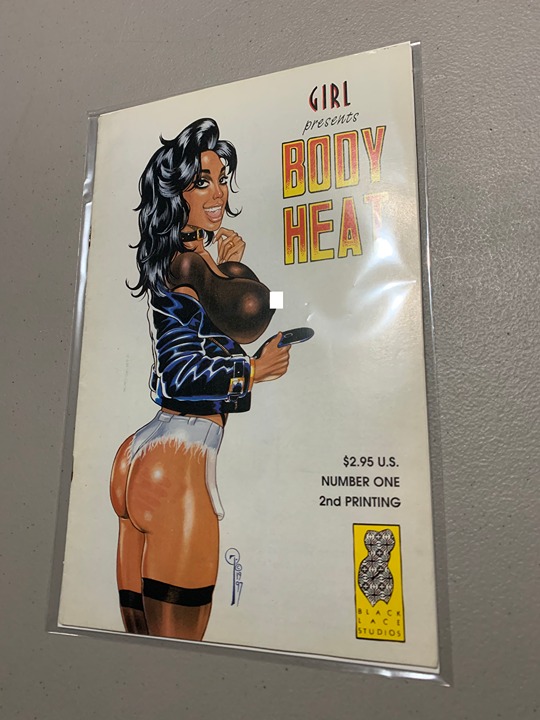 GIRL
presents
BODY
HEAT
$2.95 U.S.
NUMBER ONE
2nd PRINTING
BLACK
LACE
STUDIOS